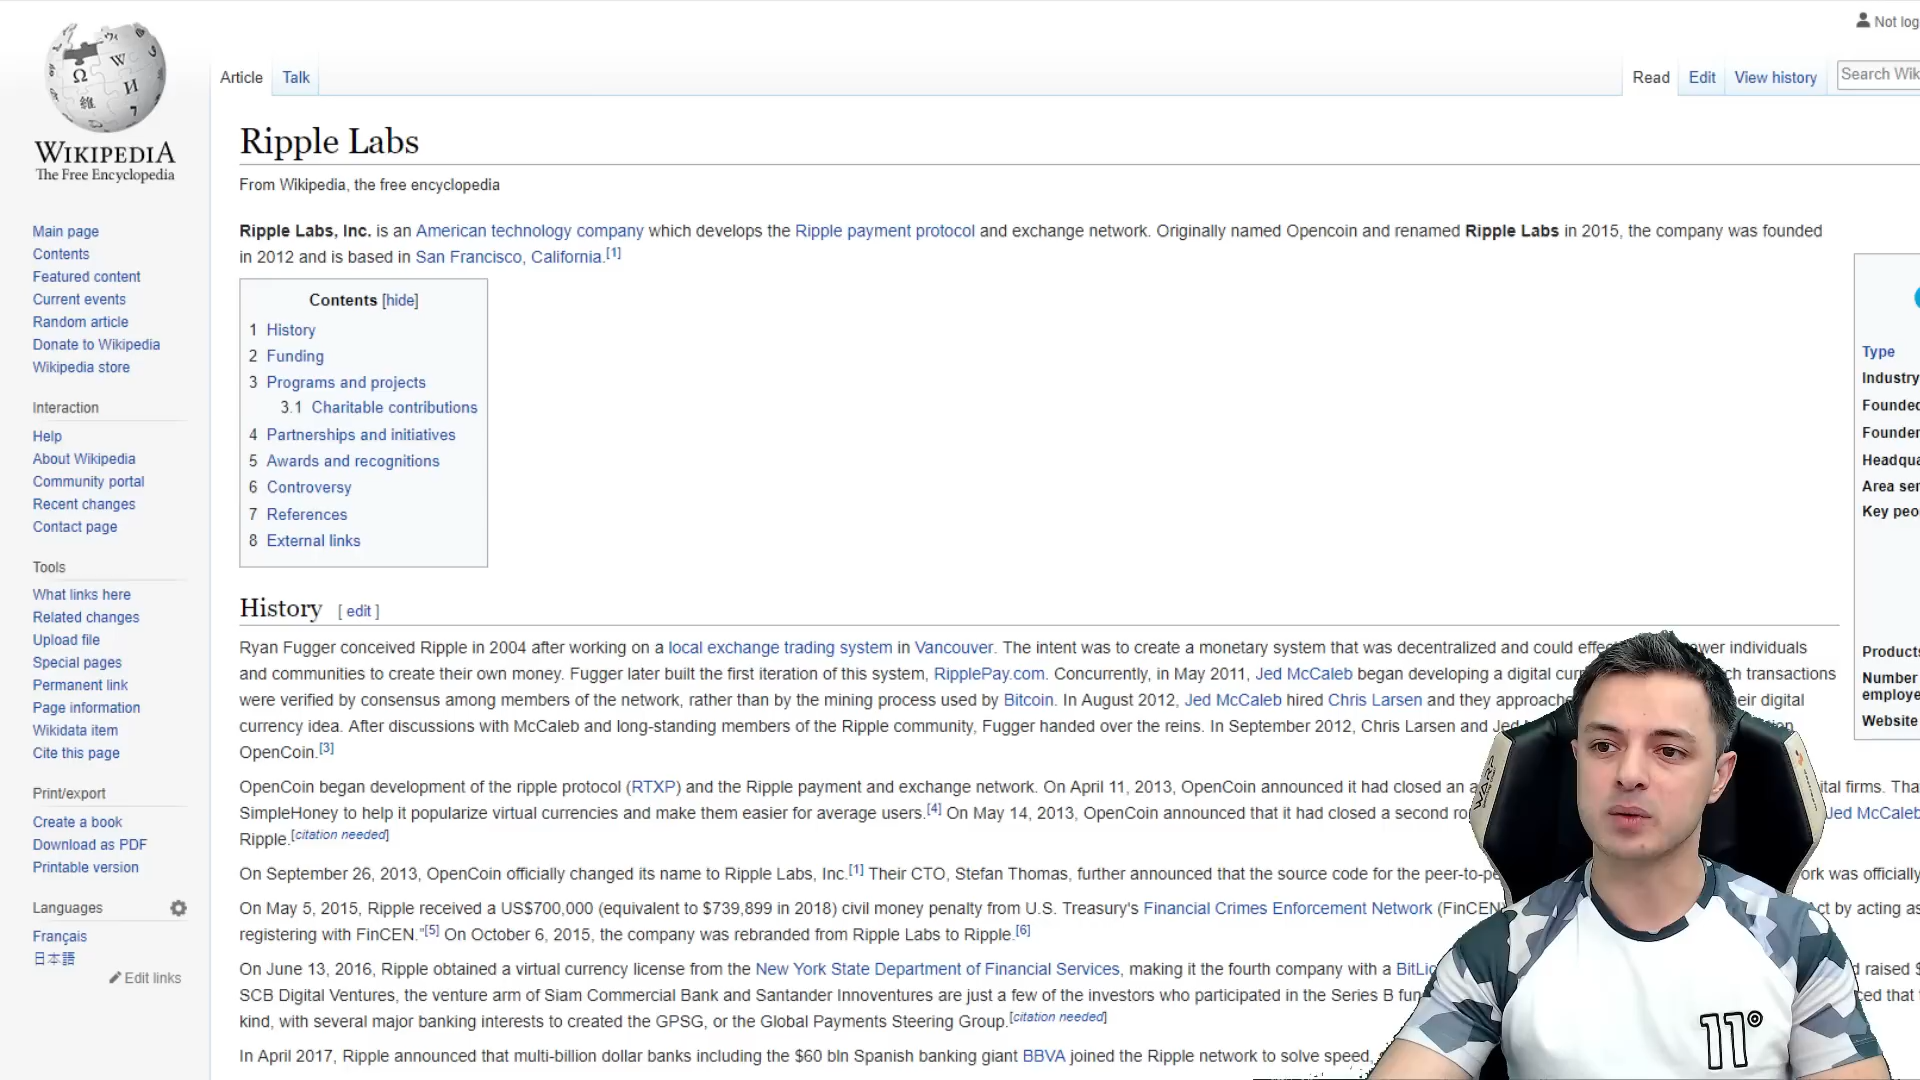 Not log
Article Talk Read Edit View history Search Wik
WIKIPEDIA
The Free Encyclopedia
Ripple Labs
From Wikipedia, the free encyclopedia
Ripple Labs, Inc. is an American technology company which develops the Ripple payment protocol and exchange network. Originally named Opencoin and renamed Ripple Labs in 2015, the company was founded
in 2012 and is based in San Francisco, California.[1]
Main page
Contents
Featured content
Current events
Random article
Donate to Wikipedia
Wikipedia store
Interaction
Help
About Wikipedia
Community portal
Recent changes
Contact page
Tools
What links here
Related changes
Upload file
Special pages
Permanent link
Page information
Wikidata item
Cite this page
Print/export
Create a book
Download as PDF
Printable version
Languages
Français
日本語
Edit links
Contents [hide]
1 History
2 Funding
3 Programs and projects
3.1 Charitable contributions
4 Partnerships and initiatives
5 Awards and recognitions
6 Controversy
7 References
8 External links
Type
Industry
Founded
Founder
Headqua
Area ser
Key peo
Products
Number
employe
Website
History [ edit ]
Ryan Fugger conceived Ripple in 2004 after working on a local exchange trading system in Vancouver. The intent was to create a monetary system that was decentralized and could effec ower individuals
and communities to create their own money. Fugger later built the first iteration of this system, RipplePay.com. Concurrently, in May 2011, Jed McCaleb began developing a digital curr ch transactions
were verified by consensus among members of the network, rather than by the mining process used by Bitcoin. In August 2012, Jed McCaleb hired Chris Larsen and they approache eir digital
currency idea. After discussions with McCaleb and long-standing members of the Ripple community, Fugger handed over the reins. In September 2012, Chris Larsen and Jed
OpenCoin.[3]
OpenCoin began development of the ripple protocol (RTXP) and the Ripple payment and exchange network. On April 11, 2013, OpenCoin announced it had closed an a ital firms. Tha
SimpleHoney to help it popularize virtual currencies and make them easier for average users.[4] On May 14, 2013, OpenCoin announced that it had closed a second ro Jed McCaleb
Ripple.[citation needed]
On September 26, 2013, OpenCoin officially changed its name to Ripple Labs, Inc.[1] Their CTO, Stefan Thomas, further announced that the source code for the peer-to-pe ork was officially
On May 5, 2015, Ripple received a US$700,000 (equivalent to $739,899 in 2018) civil money penalty from U.S. Treasury's Financial Crimes Enforcement Network (FinCEN ct by acting as
registering with FinCEN."[5] On October 6, 2015, the company was rebranded from Ripple Labs to Ripple.[6]
On June 13, 2016, Ripple obtained a virtual currency license from the New York State Department of Financial Services, making it the fourth company with a BitLic d raised $
SCB Digital Ventures, the venture arm of Siam Commercial Bank and Santander Innoventures are just a few of the investors who participated in the Series B fun ced that
kind, with several major banking interests to created the GPSG, or the Global Payments Steering Group.[citation needed]
In April 2017, Ripple announced that multi-billion dollar banks including the $60 bln Spanish banking giant BBVA joined the Ripple network to solve speed,
11°